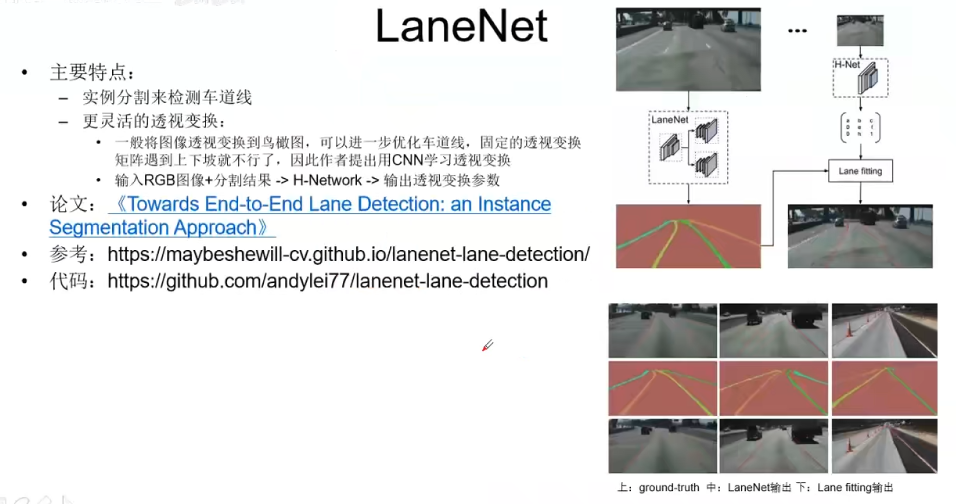 LaneNet
• 主要特点：
– 实例分割来检测车道线
– 更灵活的透视变换：
• 一般将图像透视变换到鸟瞰图，可以进一步优化车道线，固定的透视变换
矩阵遇到上下坡就不行了，因此作者提出用CNN学习透视变换
• 输入RGB图像+分割结果 -> H-Network -> 输出透视变换参数
• 论文：《Towards End-to-End Lane Detection: an Instance
Segmentation Approach》
• 参考：https://maybeshewill-cv.github.io/lanenet-lane-detection/
• 代码：https://github.com/andylei77/lanenet-lane-detection
...
H-Net
LaneNet
Lane fitting
上：ground-truth 中：LaneNet输出 下：Lane fitting输出